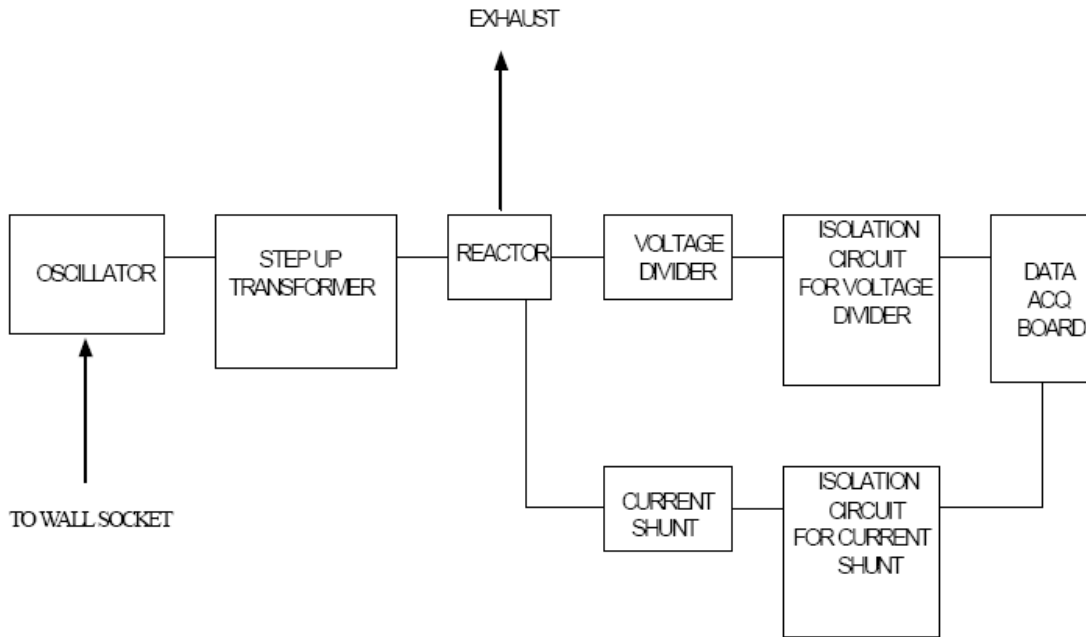 EXHAUST
OSCILLATOR
STEP UP
TRANSFORMER
REACTOR
VOLTAGE
DIVIDER
ISOLATION
CIRCUIT
FOR VOLTAGE
DIVIDER
DATA
ACQ
BOARD
TO WALL SOCKET
CURRENT
SHUNT
ISOLATION
CIRCUIT
FOR CURRENT
SHUNT